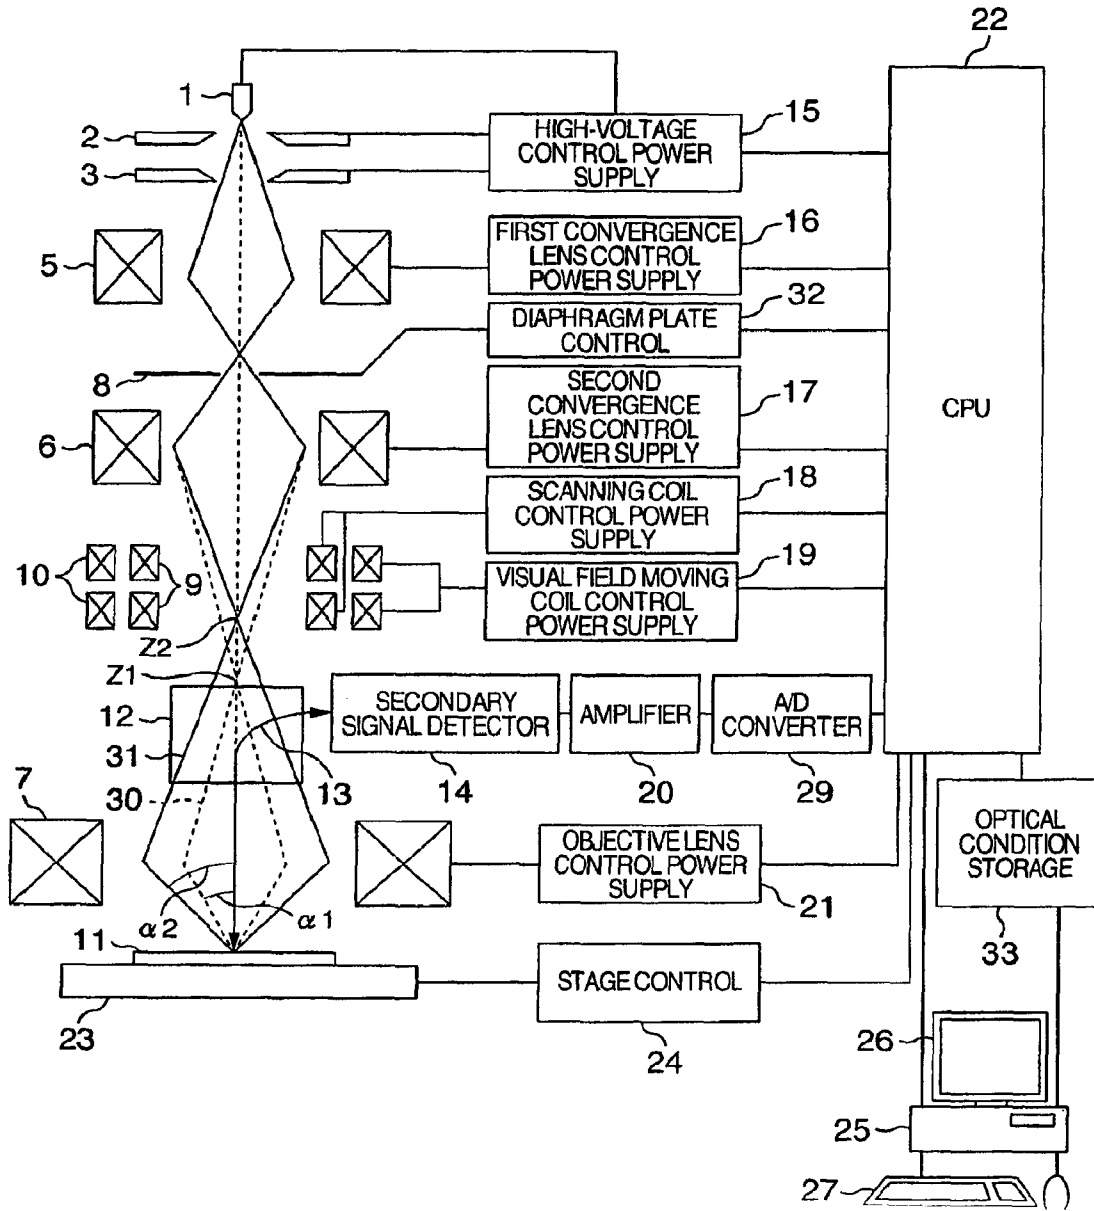 22
1
2
3
HIGH-VOLTAGE
CONTROL POWER
SUPPLY
15
5
FIRST CONVERGENCE
LENS CONTROL
POWER SUPPLY
16
DIAPHRAGM PLATE
CONTROL
32
8
SECOND
CONVERGENCE
LENS CONTROL
POWER SUPPLY
17
CPU
6
SCANNING COIL
CONTROL POWER
SUPPLY
18
10
9
VISUAL FIELD MOVING
COIL CONTROL
POWER SUPPLY
19
Z2
Z1
12
SECONDARY
SIGNAL DETECTOR
AMPLIFIER
A/D
CONVERTER
31
13
14
20
29
30
7
OBJECTIVE LENS
CONTROL POWER
SUPPLY
21
OPTICAL
CONDITION
STORAGE
33
α2
α1
11
STAGE CONTROL
23
24
26
25
27